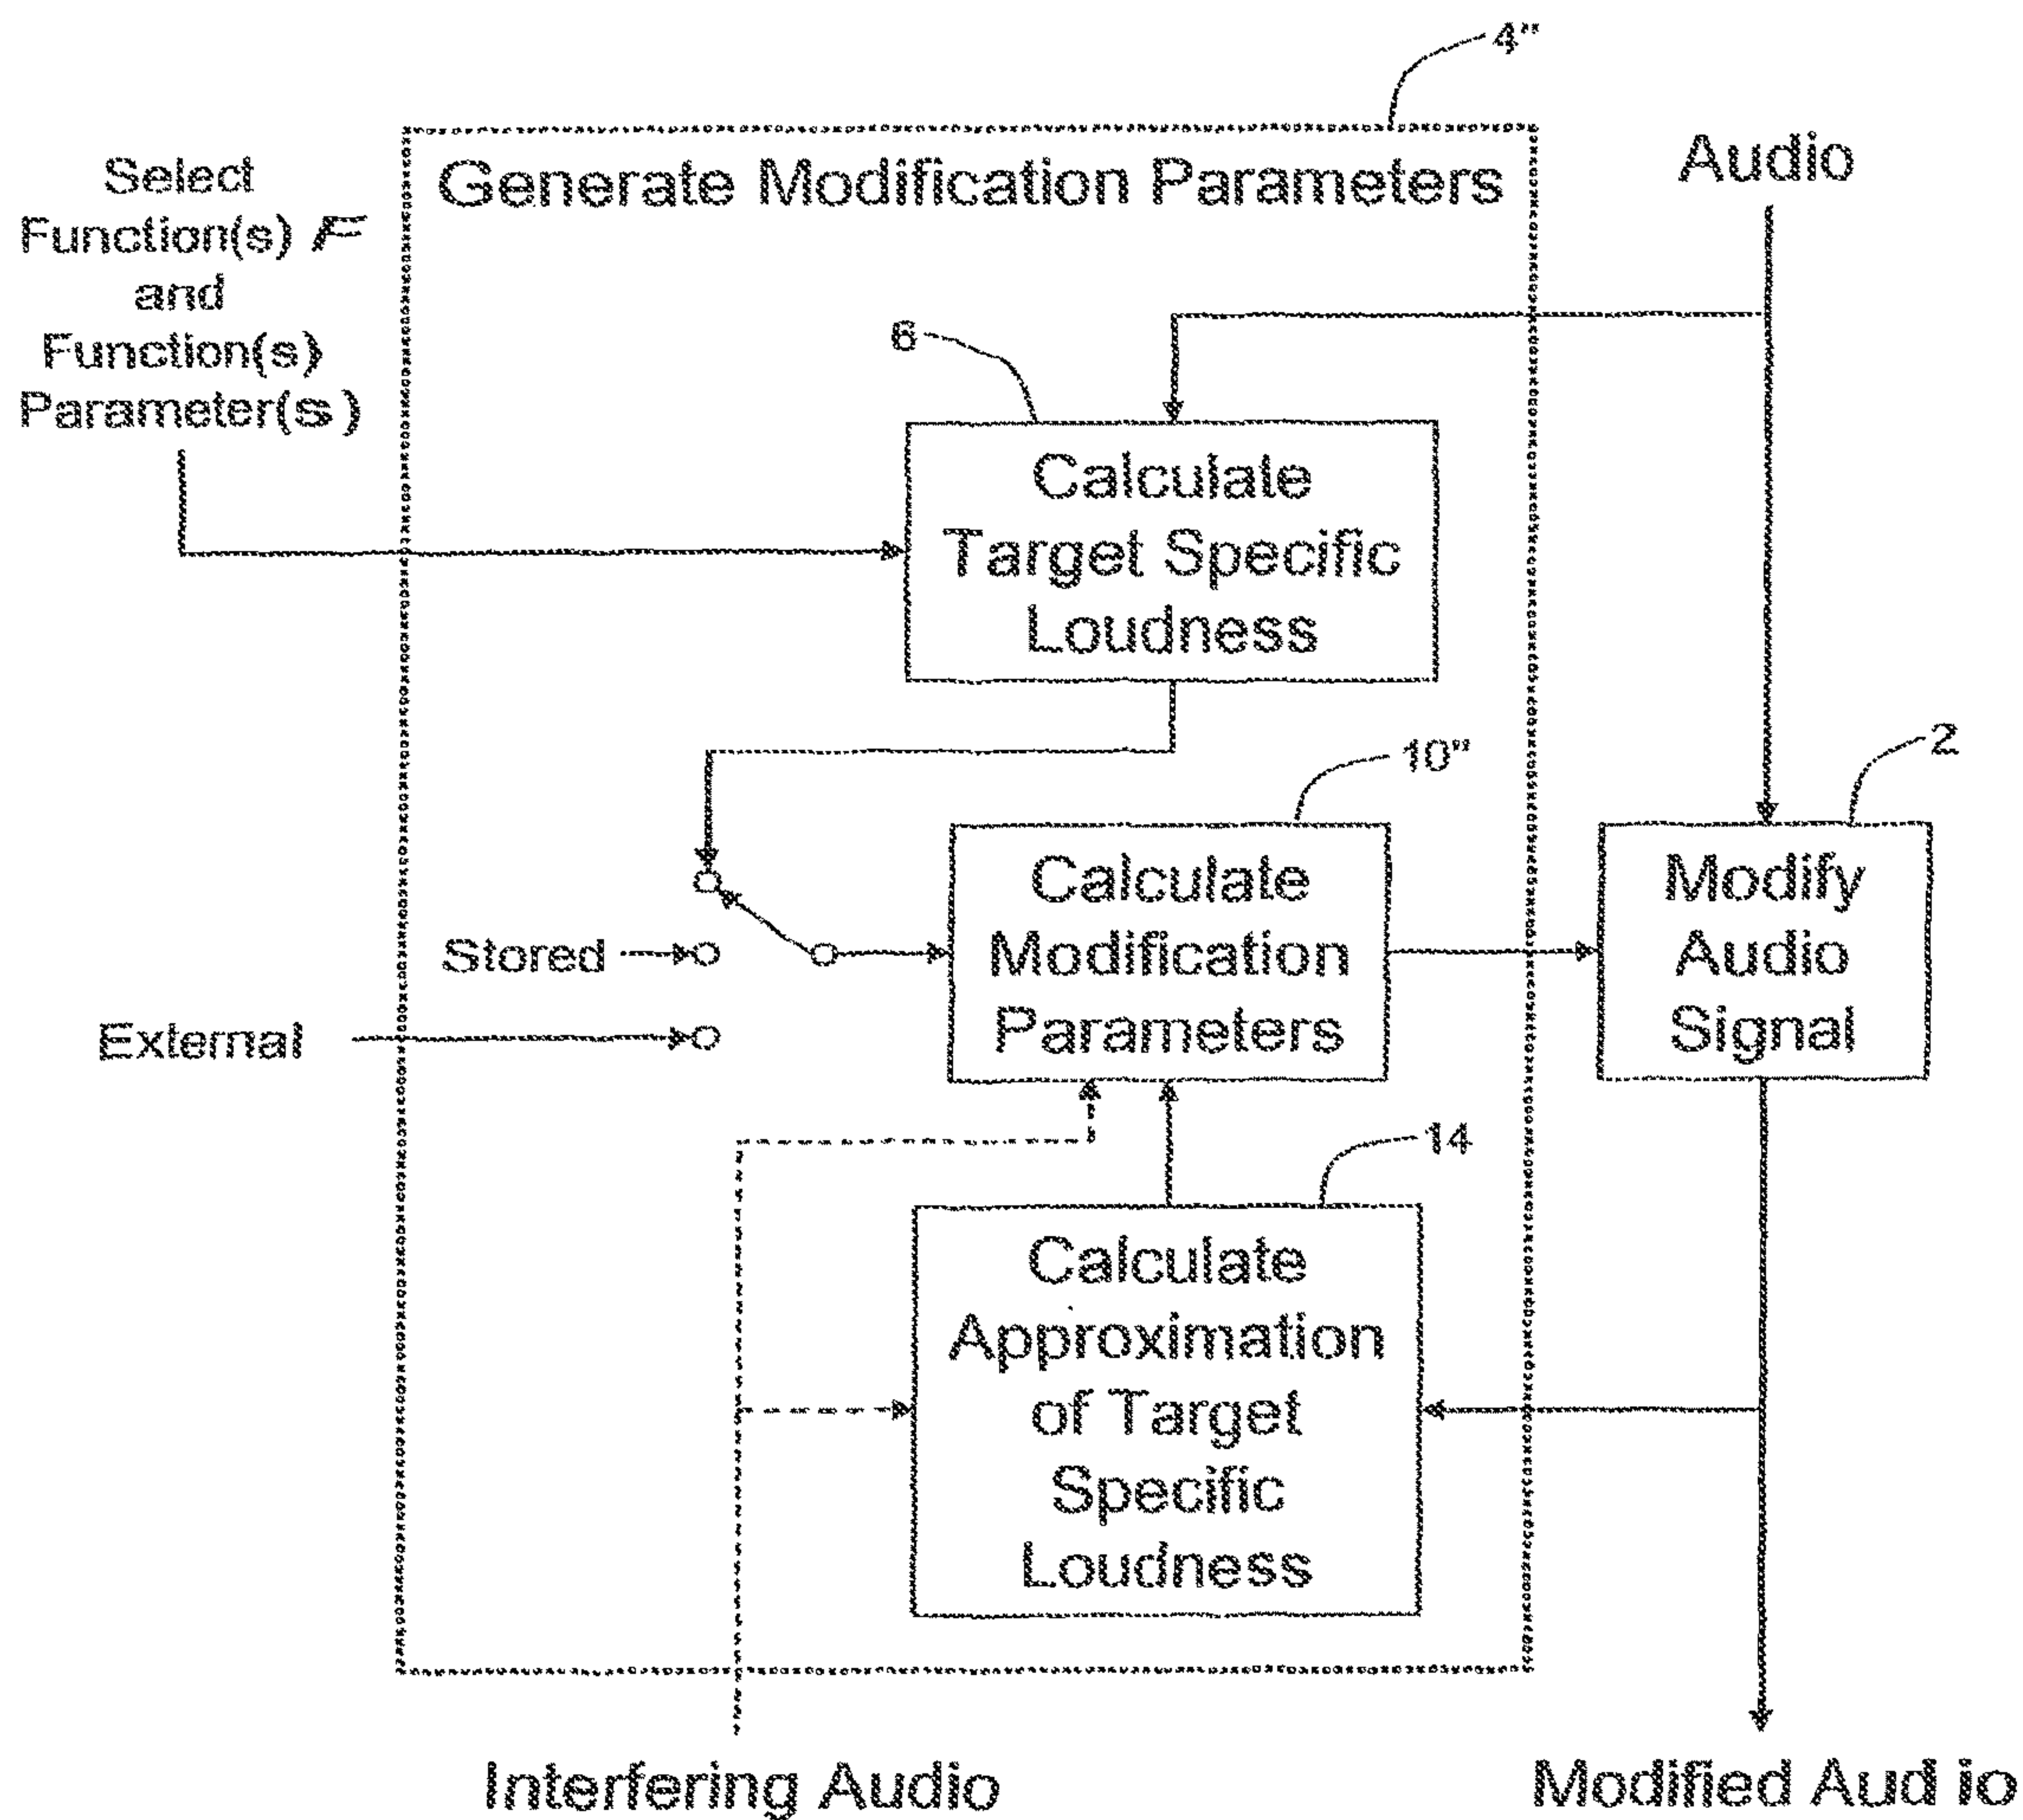 4"
Generate Modification Parameters
Audio
Select
Function(s) F
and
Function(s)
Parameter(s)
6
Calculate
Target Specific
Loudness
10"
2
Calculate
Modification
Parameters
Modify
Audio
Signal
Stored
External
14
Calculate
Approximation
of Target
Specific
Loudness
Interfering Audio
Modified Aud io